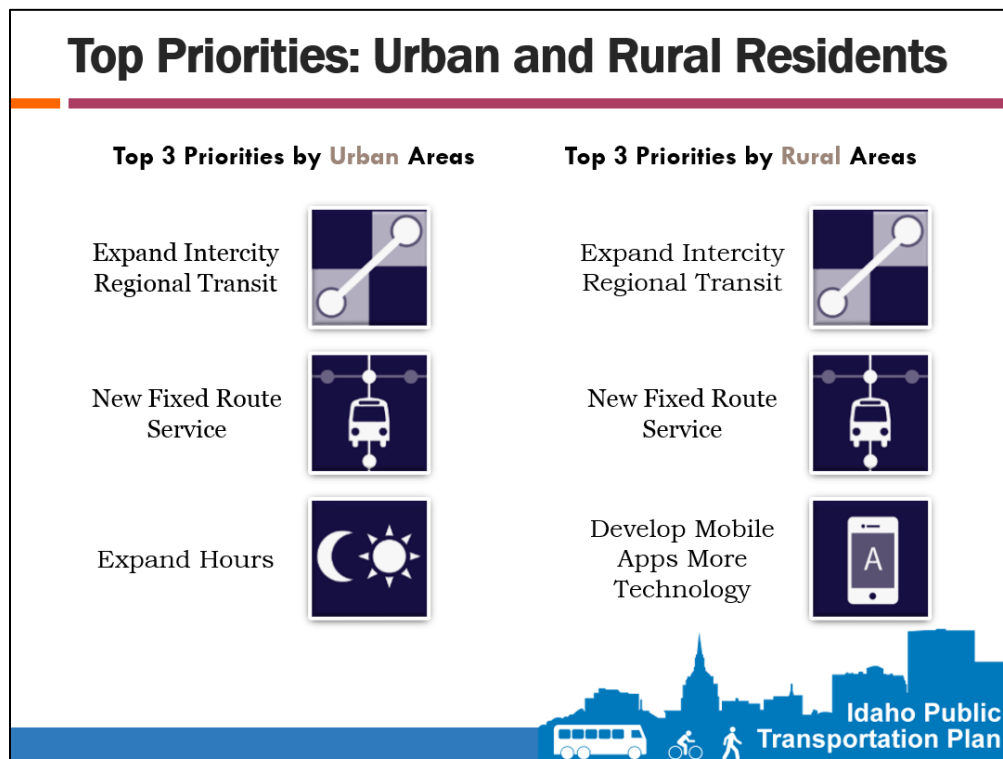 Top Priorities: Urban and Rural Residents
Top 3 Priorities by Urban Areas
Expand Intercity
Regional Transit
New Fixed Route
Service
Expand Hours
Top 3 Priorities by Rural Areas
Expand Intercity
Regional Transit
New Fixed Route
Service
Develop Mobile
Apps More
Technology
A
Idaho Public
Transportation Plan